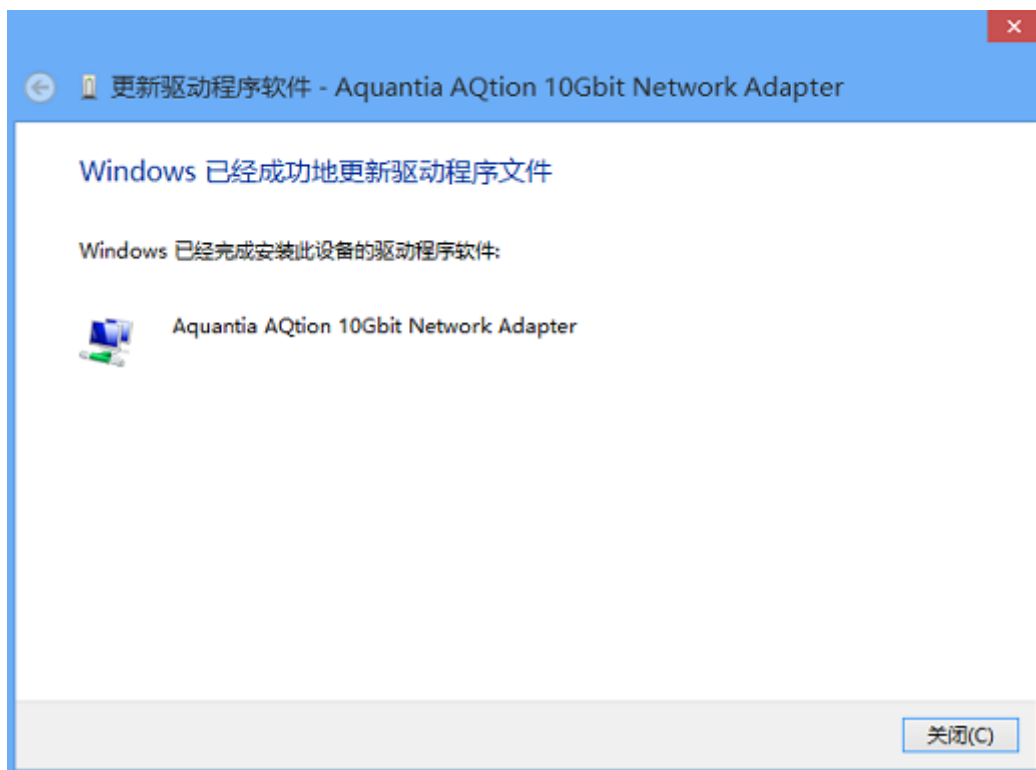 更新驱动程序软件 - Aquantia AQtion 10Gbit Network Adapter
Windows 已经成功地更新驱动程序文件
Windows 已经完成安装此设备的驱动程序软件:
Aquantia AQtion 10Gbit Network Adapter
关闭(C)